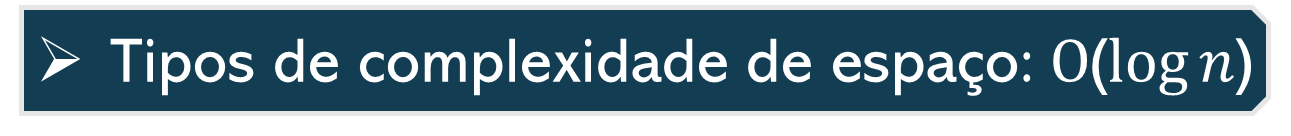 ➢ Tipos de complexidade de espaço: O(log n)